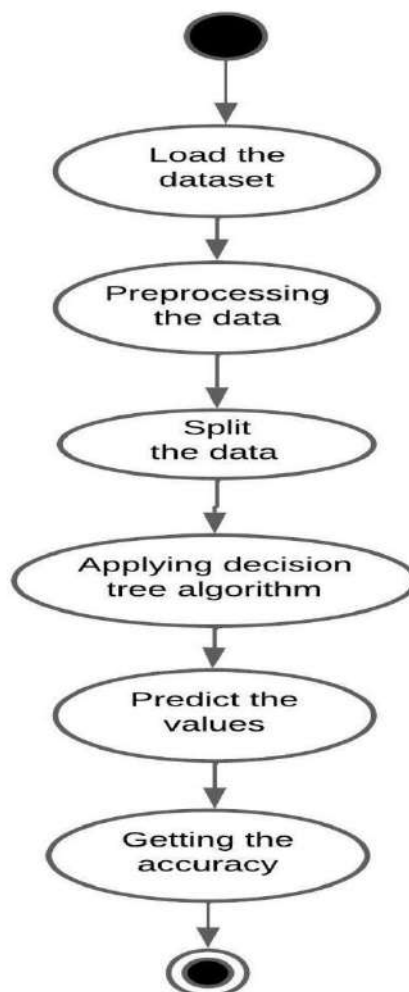 Load the
dataset
Preprocessing
the data
Split
the data
Applying decision
tree algorithm
Predict the
values
Getting the
accuracy